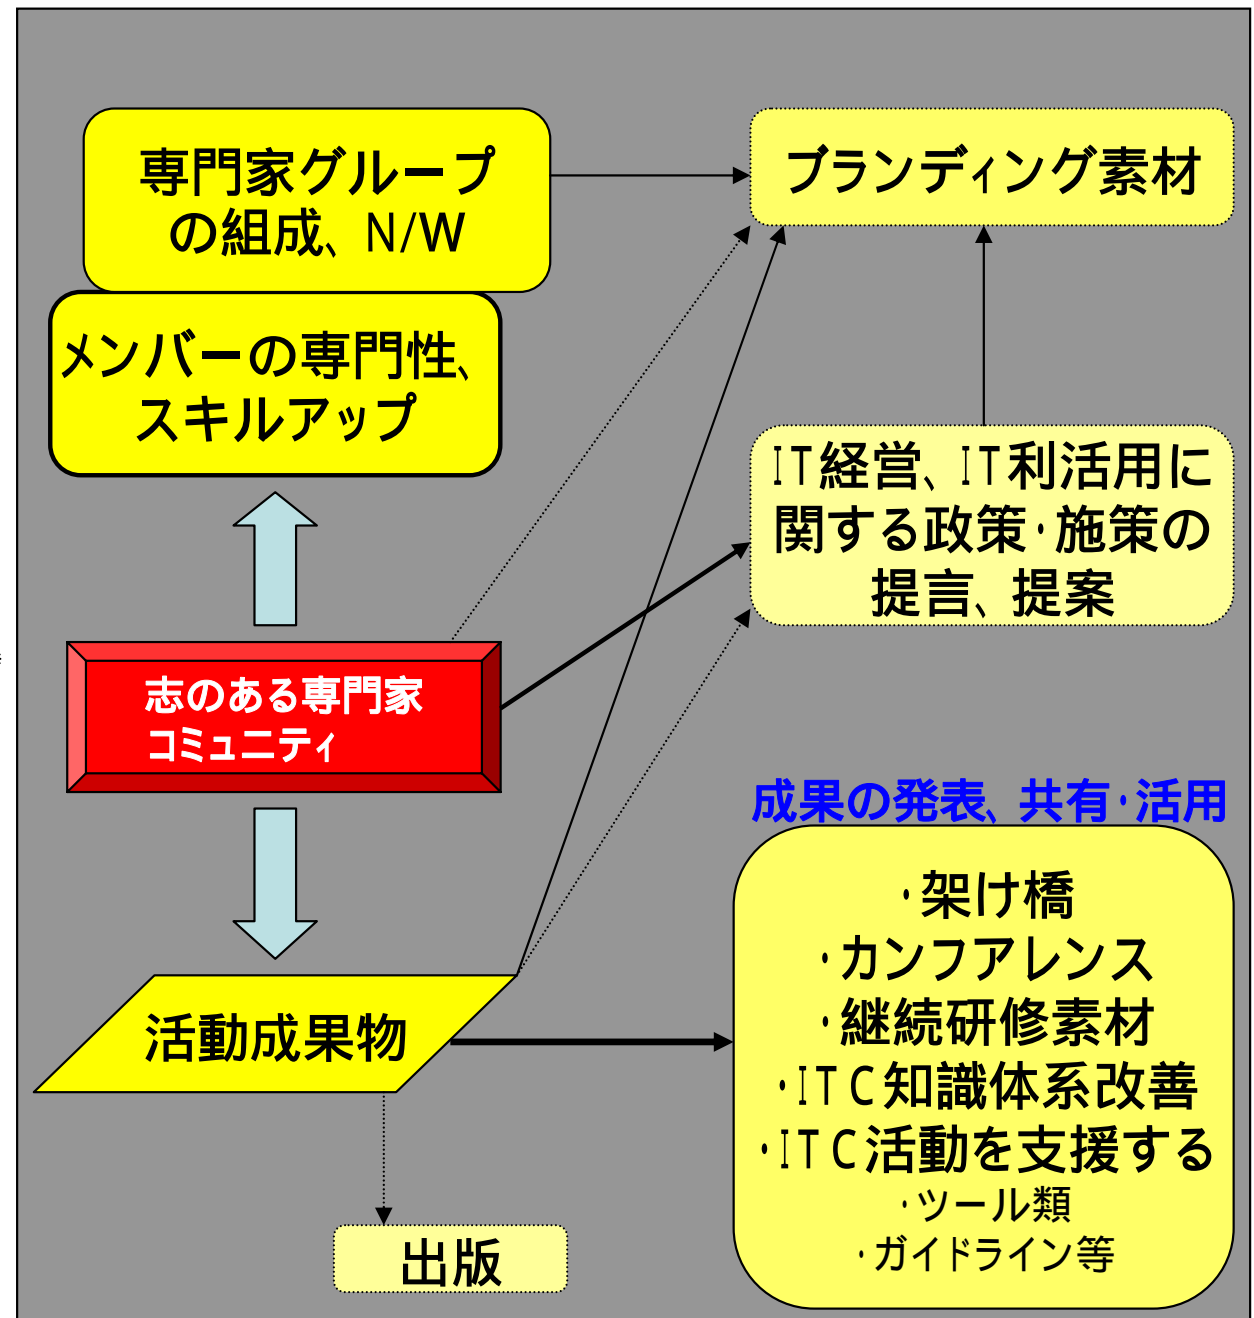 専門家グループ
の組成、N/W
メンバーの専門性、
スキルアップ
志のある専門家
コミュニティ
活動成果物
出版
ブランディング素材
IT経営、IT利活用に
関する政策・施策の
提言、提案
成果の発表、共有・活用
・架け橋
・カンファレンス
・継続研修素材
・ITC知識体系改善
・ITC活動を支援する
・ツール類
・ガイドライン等